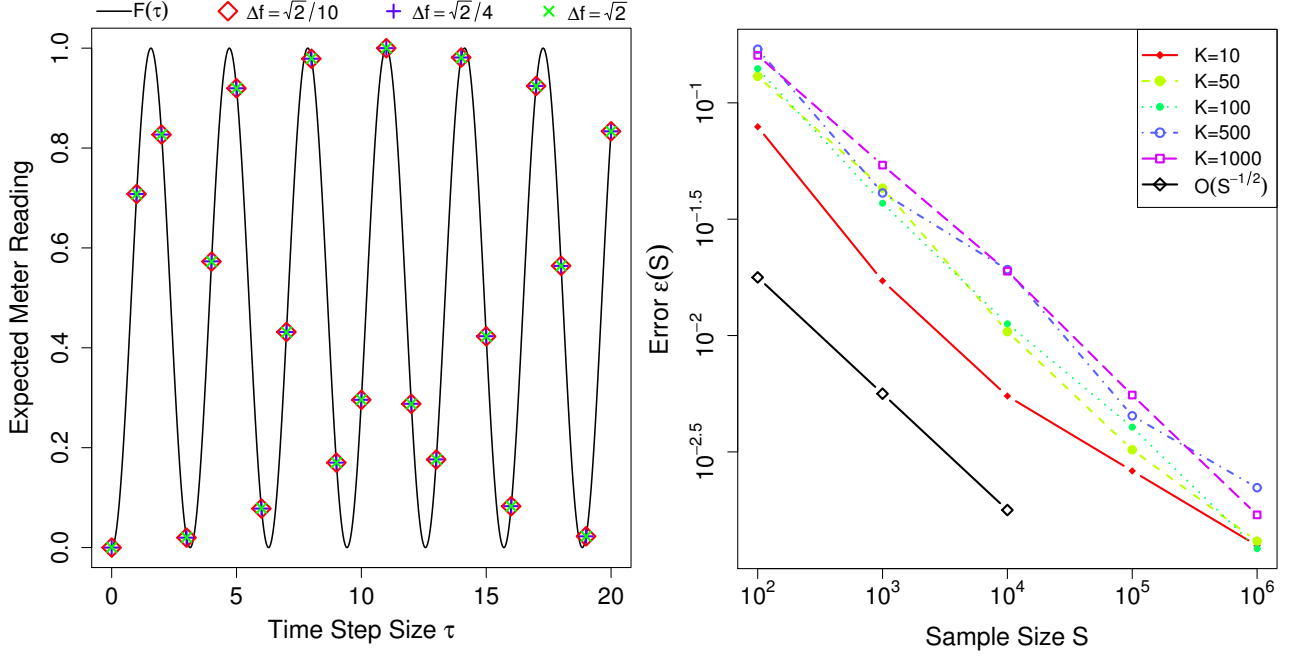 F(τ) Δf=√2/10 Δf=√2/4 Δf=√2
Expected Meter Reading
1.0
0.8
0.6
0.4
0.2
0.0
0 5 10 15 20
Time Step Size τ
Error ε(S)
10^-1
10^-1.5
10^-2
10^-2.5
K=10
K=50
K=100
K=500
K=1000
O(S^-1/2)
10^2 10^3 10^4 10^5 10^6
Sample Size S